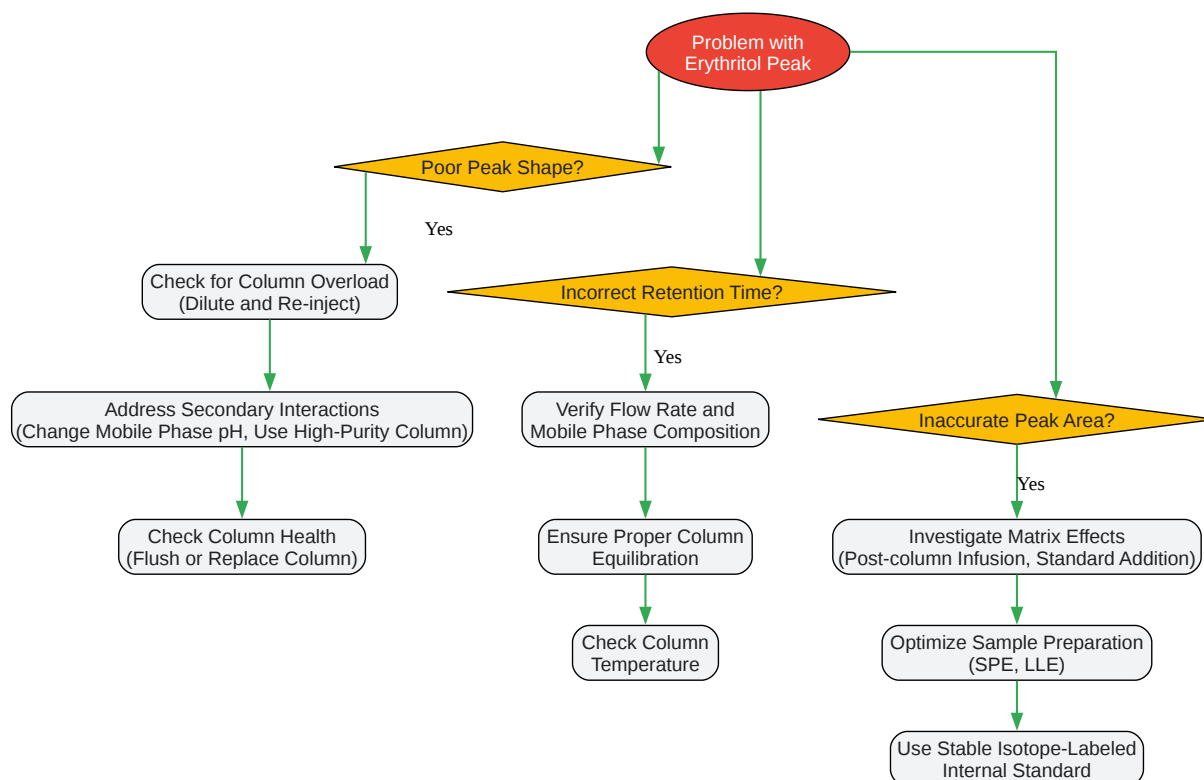 Problem with
Erythritol Peak
Poor Peak Shape?
Yes
Check for Column Overload
(Dilute and Re-inject)
Address Secondary Interactions
(Change Mobile Phase pH, Use High-Purity Column)
Check Column Health
(Flush or Replace Column)
Incorrect Retention Time?
Yes
Verify Flow Rate and
Mobile Phase Composition
Ensure Proper Column
Equilibration
Check Column
Temperature
Inaccurate Peak Area?
Yes
Investigate Matrix Effects
(Post-column Infusion, Standard Addition)
Optimize Sample Preparation
(SPE, LLE)
Use Stable Isotope-Labeled
Internal Standard